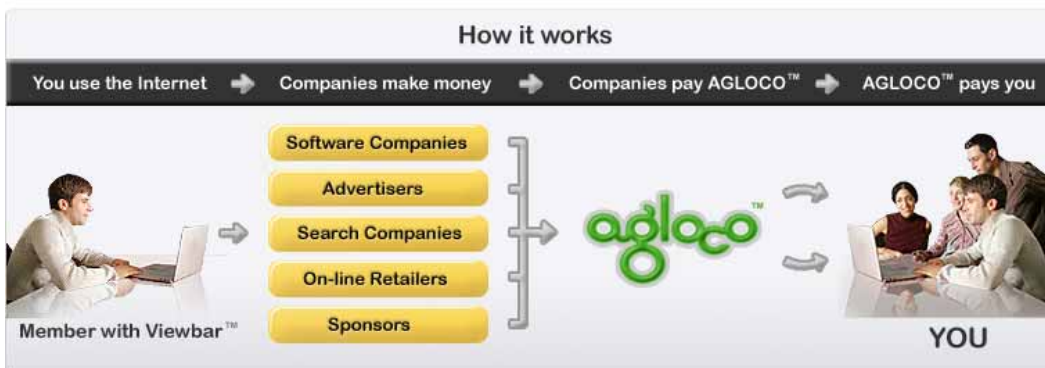 How it works
You use the Internet
Companies make money
Companies pay AGLOCO™
AGLOCO™ pays you
Software Companies
Advertisers
Search Companies
On-line Retailers
Sponsors
Member with Viewbar™
agloco™
YOU